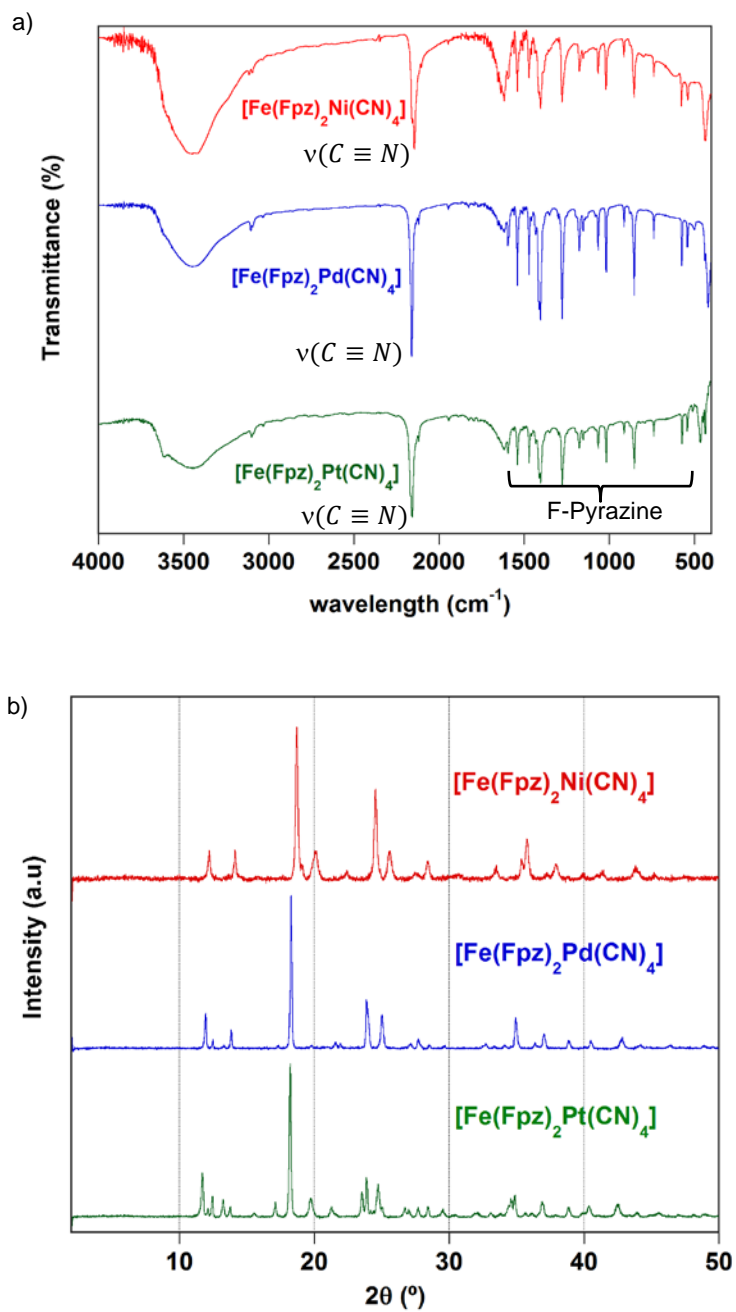 a)
[Fe(Fpz)₂Ni(CN)₄]
ν(C ≡ N)
[Fe(Fpz)₂Pd(CN)₄]
ν(C ≡ N)
[Fe(Fpz)₂Pt(CN)₄]
ν(C ≡ N)
F-Pyrazine
Transmittance (%)
4000 3500 3000 2500 2000 1500 1000 500
wavelength (cm⁻¹)
b)
[Fe(Fpz)₂Ni(CN)₄]
[Fe(Fpz)₂Pd(CN)₄]
[Fe(Fpz)₂Pt(CN)₄]
Intensity (a.u)
10 20 30 40 50
2θ (º)